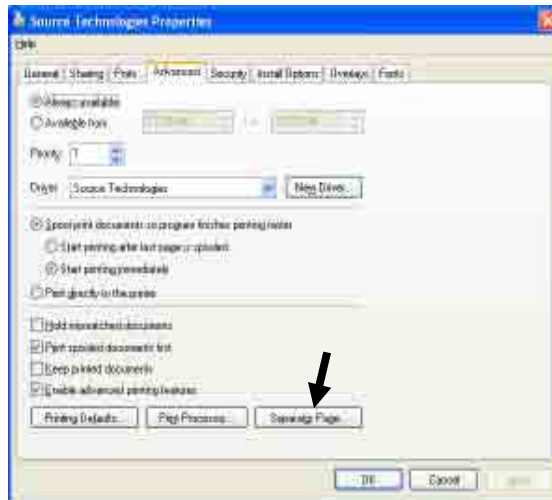 Source Technologies Properties
Help
General Sharing Ports Advanced Security Install Options Overlays Fonts
Always available
Available from To
Priority: 1
Driver: Source Technologies New Driver...
Spool print documents so program finishes printing faster
Start printing after last page is spooled
Start printing immediately
Print directly to the printer
Hold mismatched documents
Print spooled documents first
Keep printed documents
Enable advanced printing features
Printing Defaults... Print Processor... Separator Page...
OK Cancel Apply